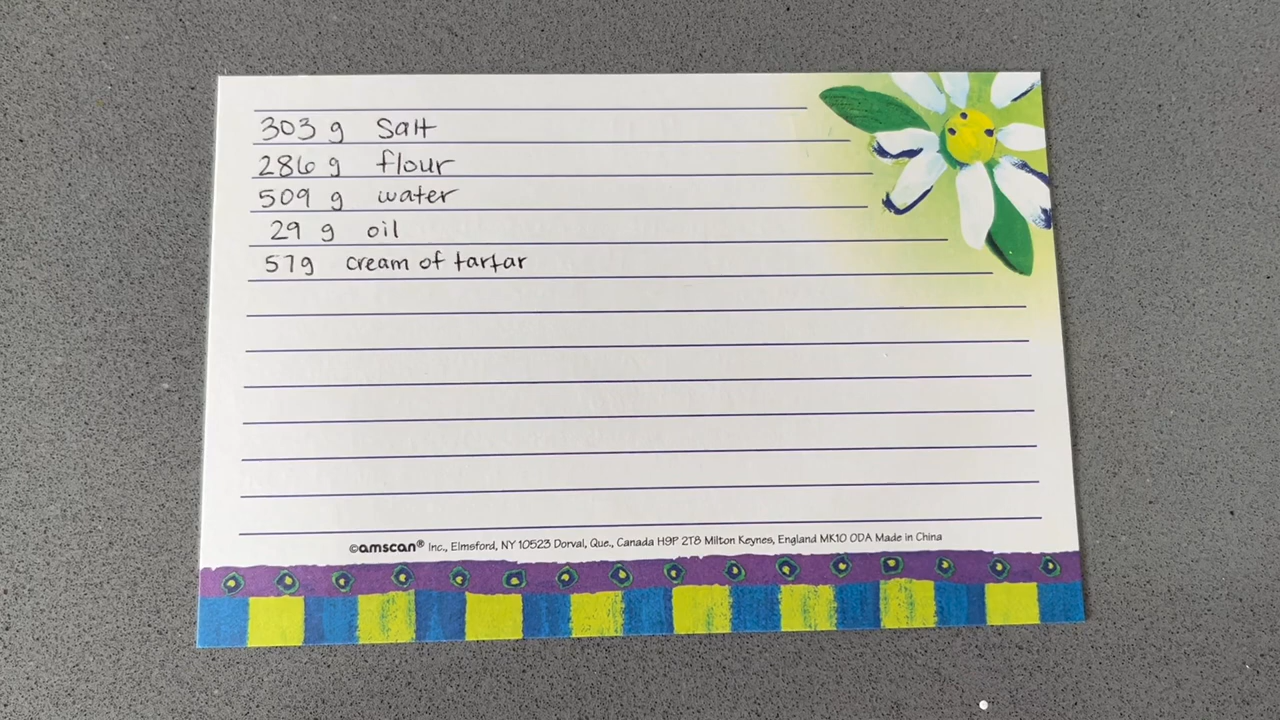 303 g Salt
286 g flour
509 g water
29 g oil
57g cream of tartar
©amscan® Inc., Elmsford, NY 10523 Dorval, Que., Canada H9P 2T8 Milton Keynes, England MK10 0DA Made in China